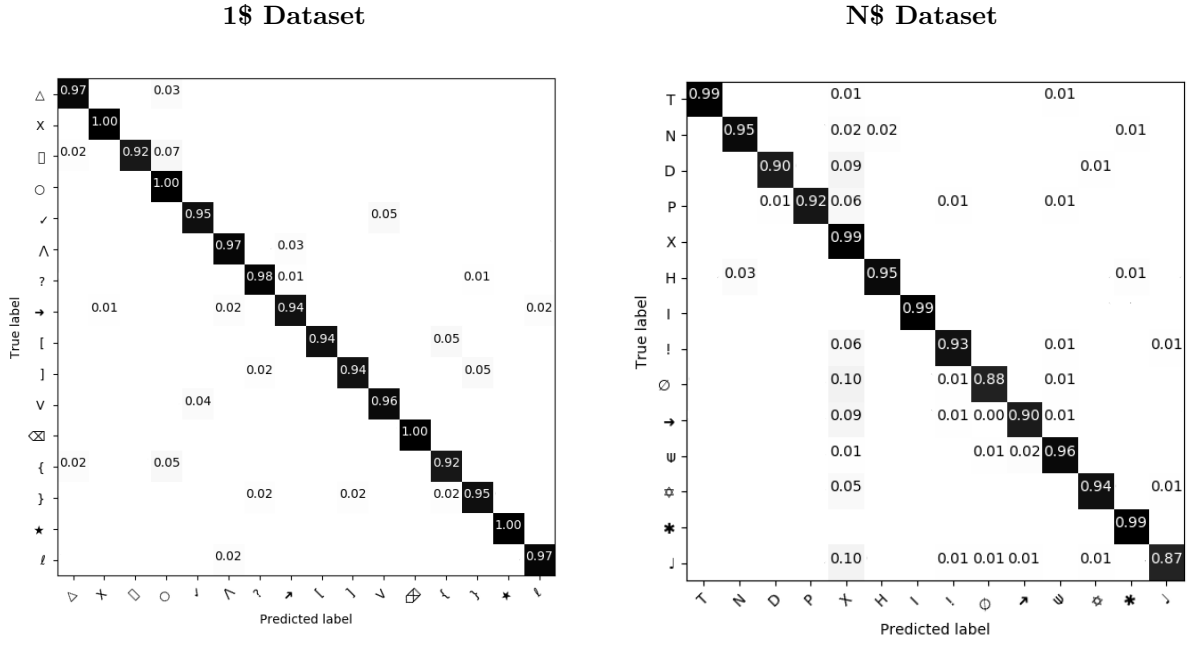 1$ Dataset
N$ Dataset
△ 0.97 0.03
X 1.00
▯ 0.02 0.92 0.07
○ 1.00
✓ 0.95 0.05
⋀ 0.97 0.03
? 0.98 0.01 0.01
➔ 0.01 0.02 0.94 0.02
[ 0.94 0.05
] 0.02 0.94 0.05
V 0.04 0.96
⌫ 1.00
{ 0.02 0.05 0.92
} 0.02 0.02 0.02 0.95
★ 1.00
ℓ 0.02 0.97
True label
△ X ▯ ○ ✓ ⋀ ? ➔ [ ] V ⌫ { } ★ ℓ
Predicted label
T 0.99 0.01 0.01
N 0.95 0.02 0.02 0.01
D 0.90 0.09 0.01
P 0.01 0.92 0.06 0.01 0.01
X 0.99
H 0.03 0.95 0.01
I 0.99
! 0.06 0.93 0.01 0.01
∅ 0.10 0.01 0.88 0.01
➔ 0.09 0.01 0.00 0.90 0.01
ψ 0.01 0.01 0.02 0.96
✡ 0.05 0.94 0.01
✱ 0.99
♩ 0.10 0.01 0.01 0.01 0.01 0.87
True label
T N D P X H I ! ∅ ➔ ψ ✡ ✱ ♩
Predicted label